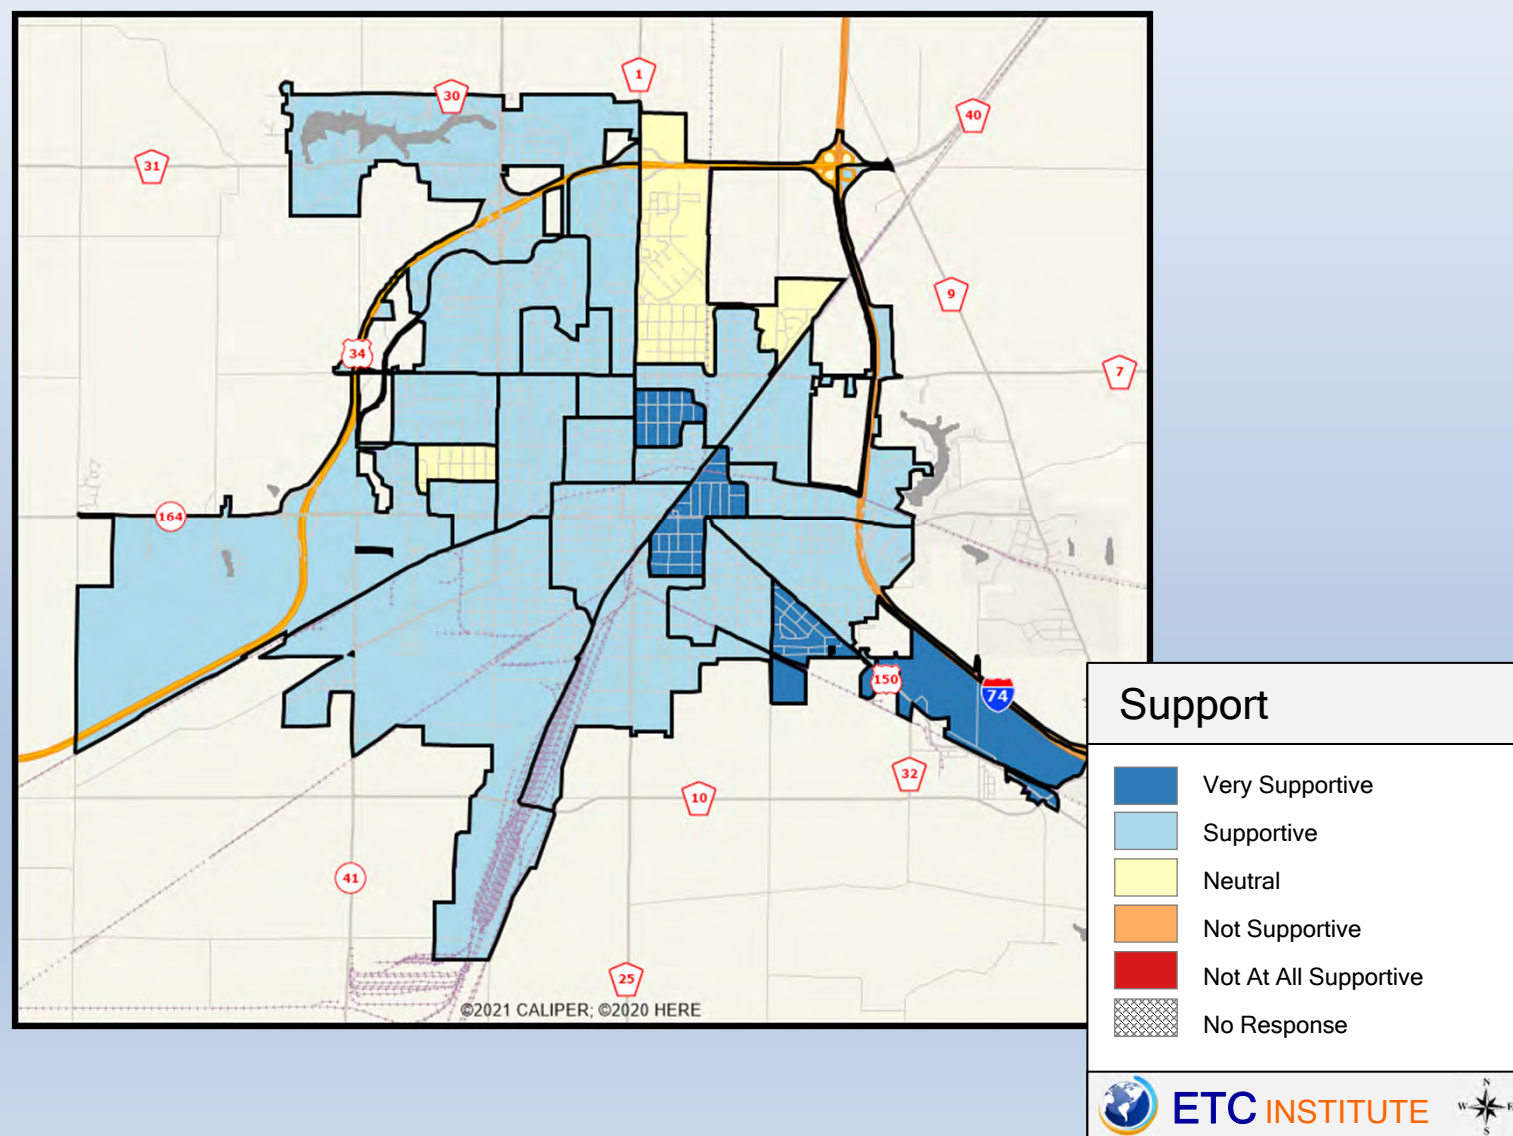 1
30
40
31
9
34
7
164
150
74
32
10
41
25
©2021 CALIPER; ©2020 HERE
Support
Very Supportive
Supportive
Neutral
Not Supportive
Not At All Supportive
No Response
ETC INSTITUTE
N
W E
S